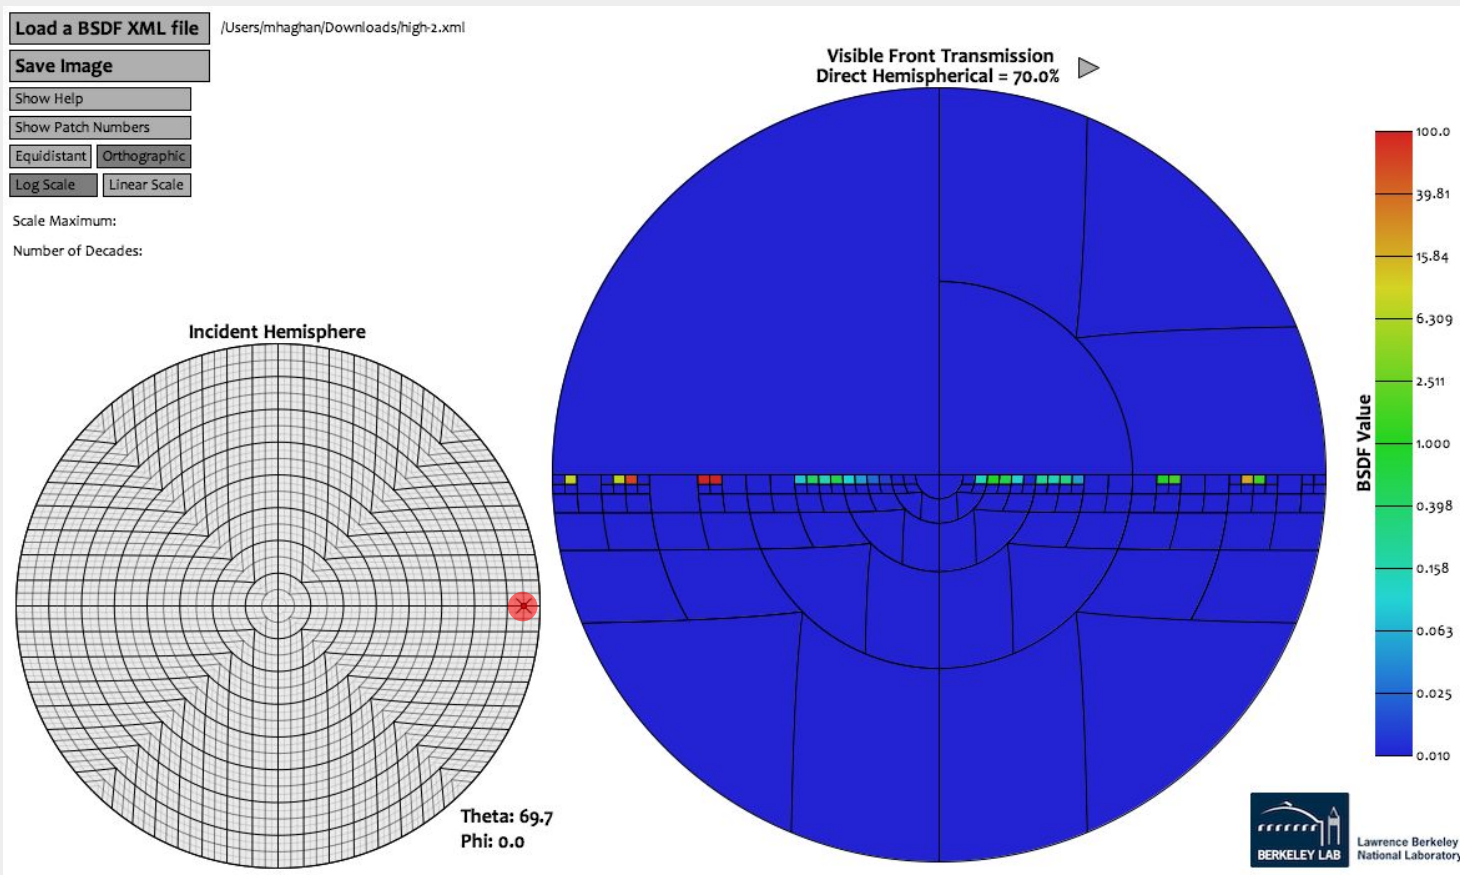 Load a BSDF XML file
/Users/mhaghan/Downloads/high-2.xml
Save Image
Show Help
Show Patch Numbers
Equidistant
Orthographic
Log Scale
Linear Scale
Scale Maximum:
Number of Decades:
Visible Front Transmission
Direct Hemispherical = 70.0%
Incident Hemisphere
Theta: 69.7
Phi: 0.0
BSDF Value
100.0
39.81
15.84
6.309
2.511
1.000
0.398
0.158
0.063
0.025
0.010
BERKELEY LAB
Lawrence Berkeley
National Laboratory